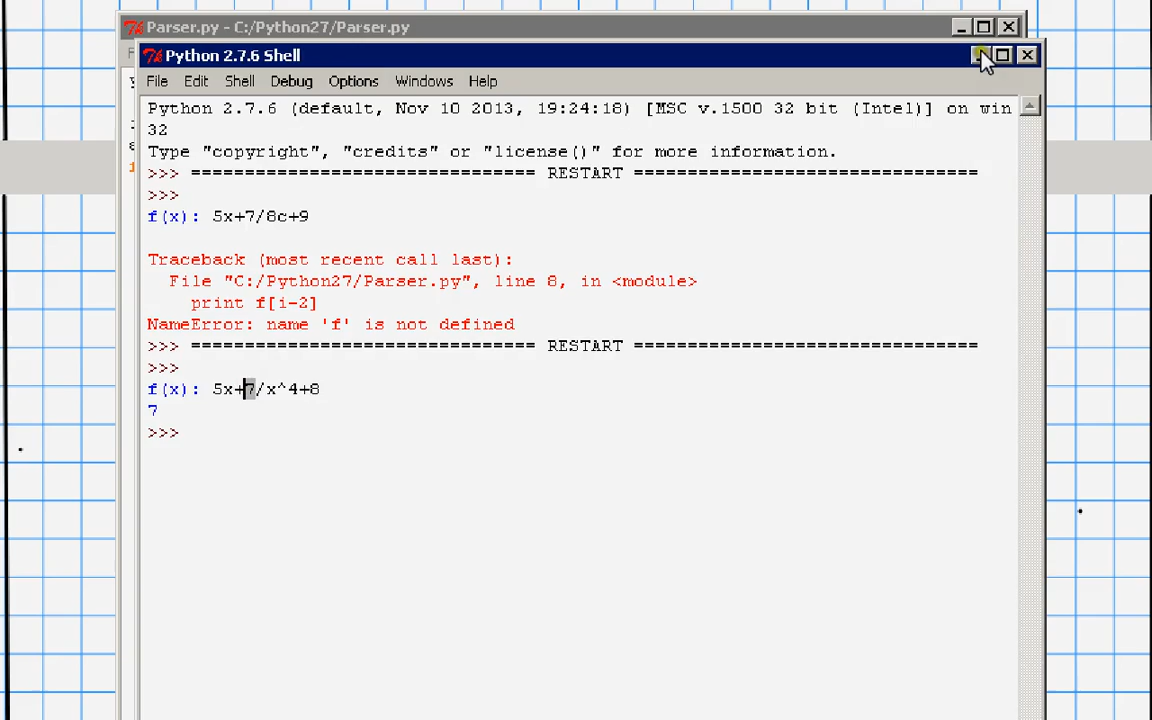 Parser.py - C:/Python27/Parser.py
Python 2.7.6 Shell
File Edit Shell Debug Options Windows Help
Python 2.7.6 (default, Nov 10 2013, 19:24:18) [MSC v.1500 32 bit (Intel)] on win
32
Type "copyright", "credits" or "license()" for more information.
>>> ================================ RESTART ================================
>>>
f(x): 5x+7/8c+9
Traceback (most recent call last):
File "C:/Python27/Parser.py", line 8, in <module>
print f[i-2]
NameError: name 'f' is not defined
>>> ================================ RESTART ================================
>>>
f(x): 5x+7/x^4+8
7
>>>